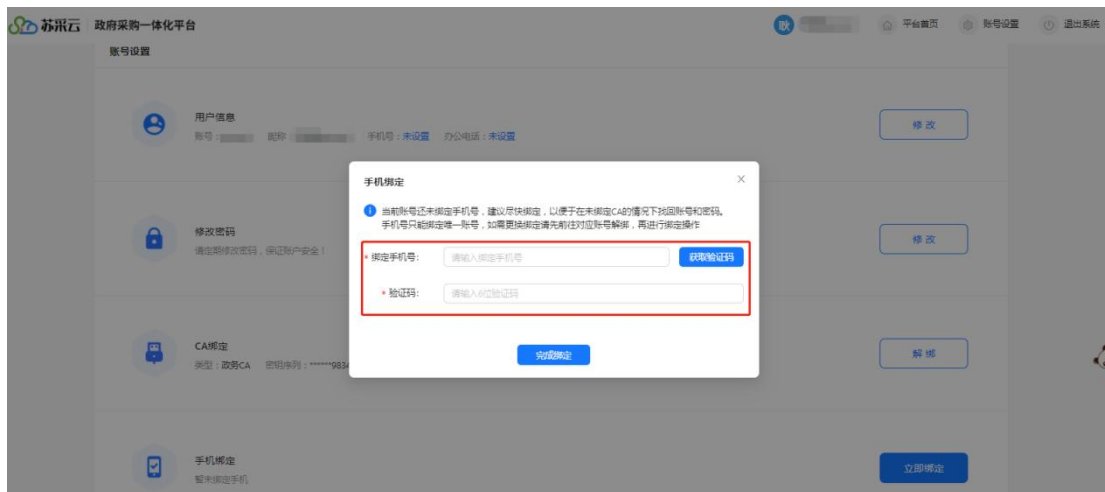 苏采云 政府采购一体化平台
欧 平台首页 账号设置 退出系统
账号设置
用户信息
账号: 昵称: 手机号:未设置 办公电话:未设置
修改
手机绑定
当前账号还未绑定手机号,建议尽快绑定,以便于在未绑定CA的情况下找回账号和密码。
手机号只能绑定唯一账号,如需更换绑定请先前往对应账号解绑,再进行绑定操作
修改密码
请定期修改密码,保证账户安全!
修改
* 绑定手机号: 请输入绑定手机号 获取验证码
* 验证码: 请输入6位验证码
完成绑定
CA绑定
类型:政务CA 密钥序列:******9834
解绑
手机绑定
暂未绑定手机
立即绑定